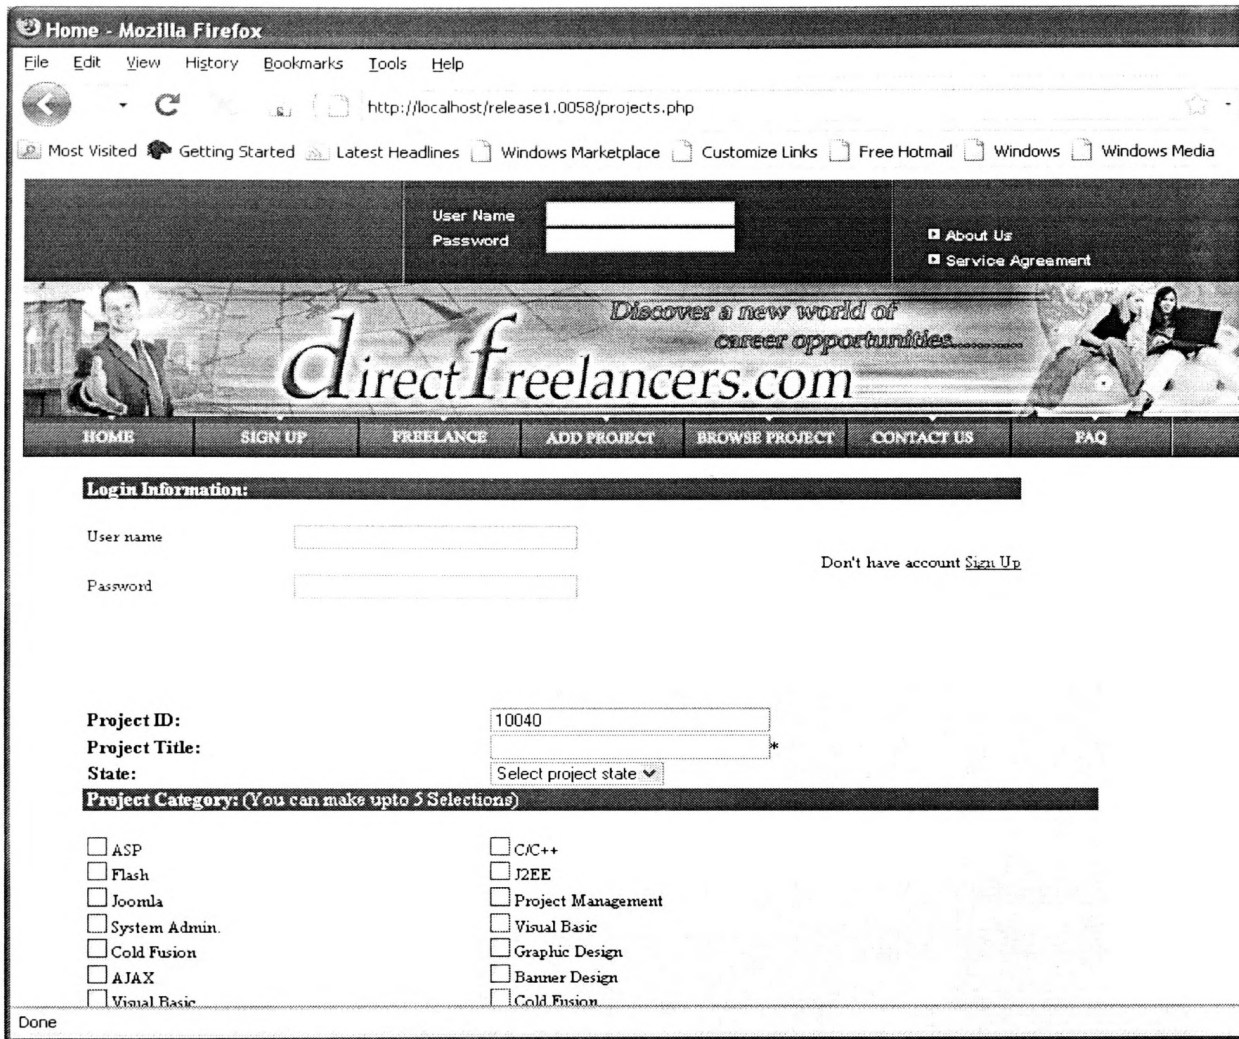 Home - Mozilla Firefox
File Edit View History Bookmarks Tools Help
http://localhost/release1.0058/projects.php
Most Visited Getting Started Latest Headlines Windows Marketplace Customize Links Free Hotmail Windows Windows Media
User Name
Password
About Us
Service Agreement
Discover a new world of
career opportunities............
directfreelancers.com
HOME SIGN UP FREELANCE ADD PROJECT BROWSE PROJECT CONTACT US FAQ
Login Information:
User name
Don't have account Sign Up
Password
Project ID: 10040
Project Title: *
State: Select project state
Project Category: (You can make upto 5 Selections)
ASP C/C++
Flash J2EE
Joomla Project Management
System Admin. Visual Basic
Cold Fusion Graphic Design
AJAX Banner Design
Visual Basic Cold Fusion
Done